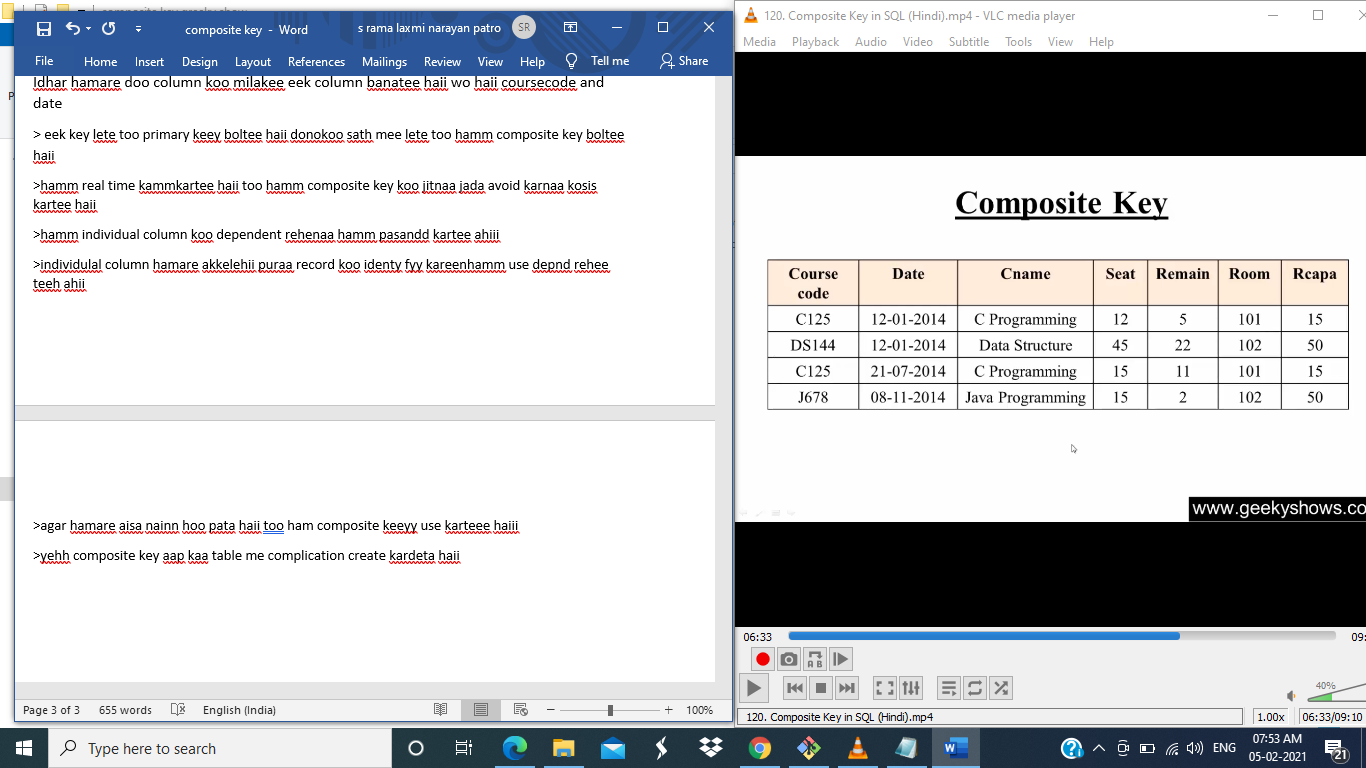 composite key - Word
s rama laxmi narayan patro
SR
File Home Insert Design Layout References Mailings Review View Help Tell me Share
Idhar hamare doo column koo milakee eek column banatee haii wo haii coursecode and
date
> eek key lete too primary keey boltee haii donokoo sath mee lete too hamm composite key boltee
haii
>hamm real time kammkartee haii too hamm composite key koo jitnaa jada avoid karnaa kosis
kartee haii
>hamm individual column koo dependent rehenaa hamm pasandd kartee ahiii
>individulal column hamare akkelehii puraa record koo identy fyy kareenhamm use depnd rehee
teeh ahii
>agar hamare aisa nainn hoo pata haii too ham composite keeyy use karteee haiii
>yehh composite key aap kaa table me complication create kardeta haii
Page 3 of 3 655 words English (India) 100%
120. Composite Key in SQL (Hindi).mp4 - VLC media player
Media Playback Audio Video Subtitle Tools View Help
Composite Key
Course code Date Cname Seat Remain Room Rcapa
C125 12-01-2014 C Programming 12 5 101 15
DS144 12-01-2014 Data Structure 45 22 102 50
C125 21-07-2014 C Programming 15 11 101 15
J678 08-11-2014 Java Programming 15 2 102 50
www.geekyshows.co
06:33 09:
40%
120. Composite Key in SQL (Hindi).mp4 1.00x 06:33/09:10
Type here to search
ENG
07:53 AM
05-02-2021
21